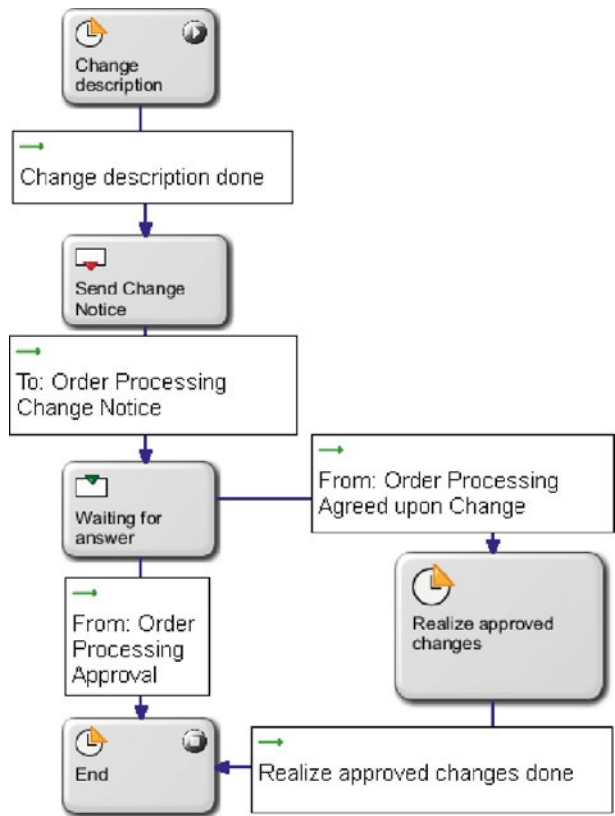 Change
description
Change description done
Send Change
Notice
To: Order Processing
Change Notice
Waiting for
answer
From: Order Processing
Agreed upon Change
From: Order
Processing
Approval
Realize approved
changes
End
Realize approved changes done